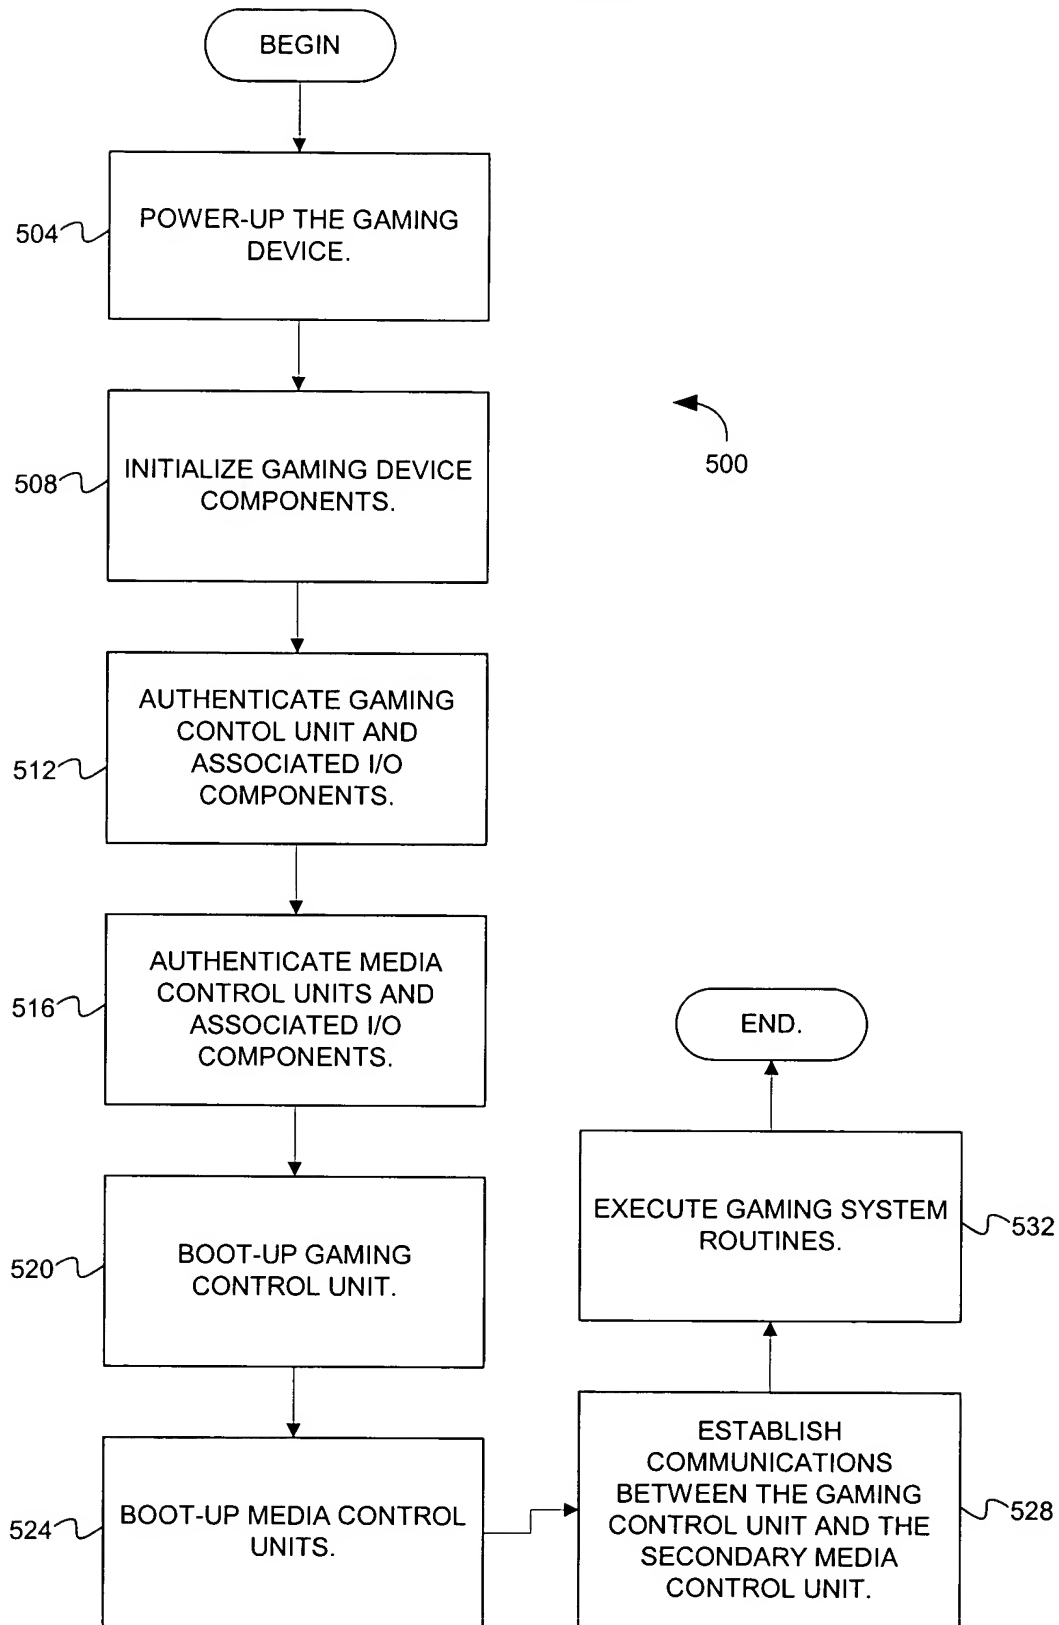 BEGIN
504
POWER-UP THE GAMING
DEVICE.
508
INITIALIZE GAMING DEVICE
COMPONENTS.
500
512
AUTHENTICATE GAMING
CONTOL UNIT AND
ASSOCIATED I/O
COMPONENTS.
516
AUTHENTICATE MEDIA
CONTROL UNITS AND
ASSOCIATED I/O
COMPONENTS.
520
BOOT-UP GAMING
CONTROL UNIT.
524
BOOT-UP MEDIA CONTROL
UNITS.
ESTABLISH
COMMUNICATIONS
BETWEEN THE GAMING
CONTROL UNIT AND THE
SECONDARY MEDIA
CONTROL UNIT.
528
EXECUTE GAMING SYSTEM
ROUTINES.
532
END.